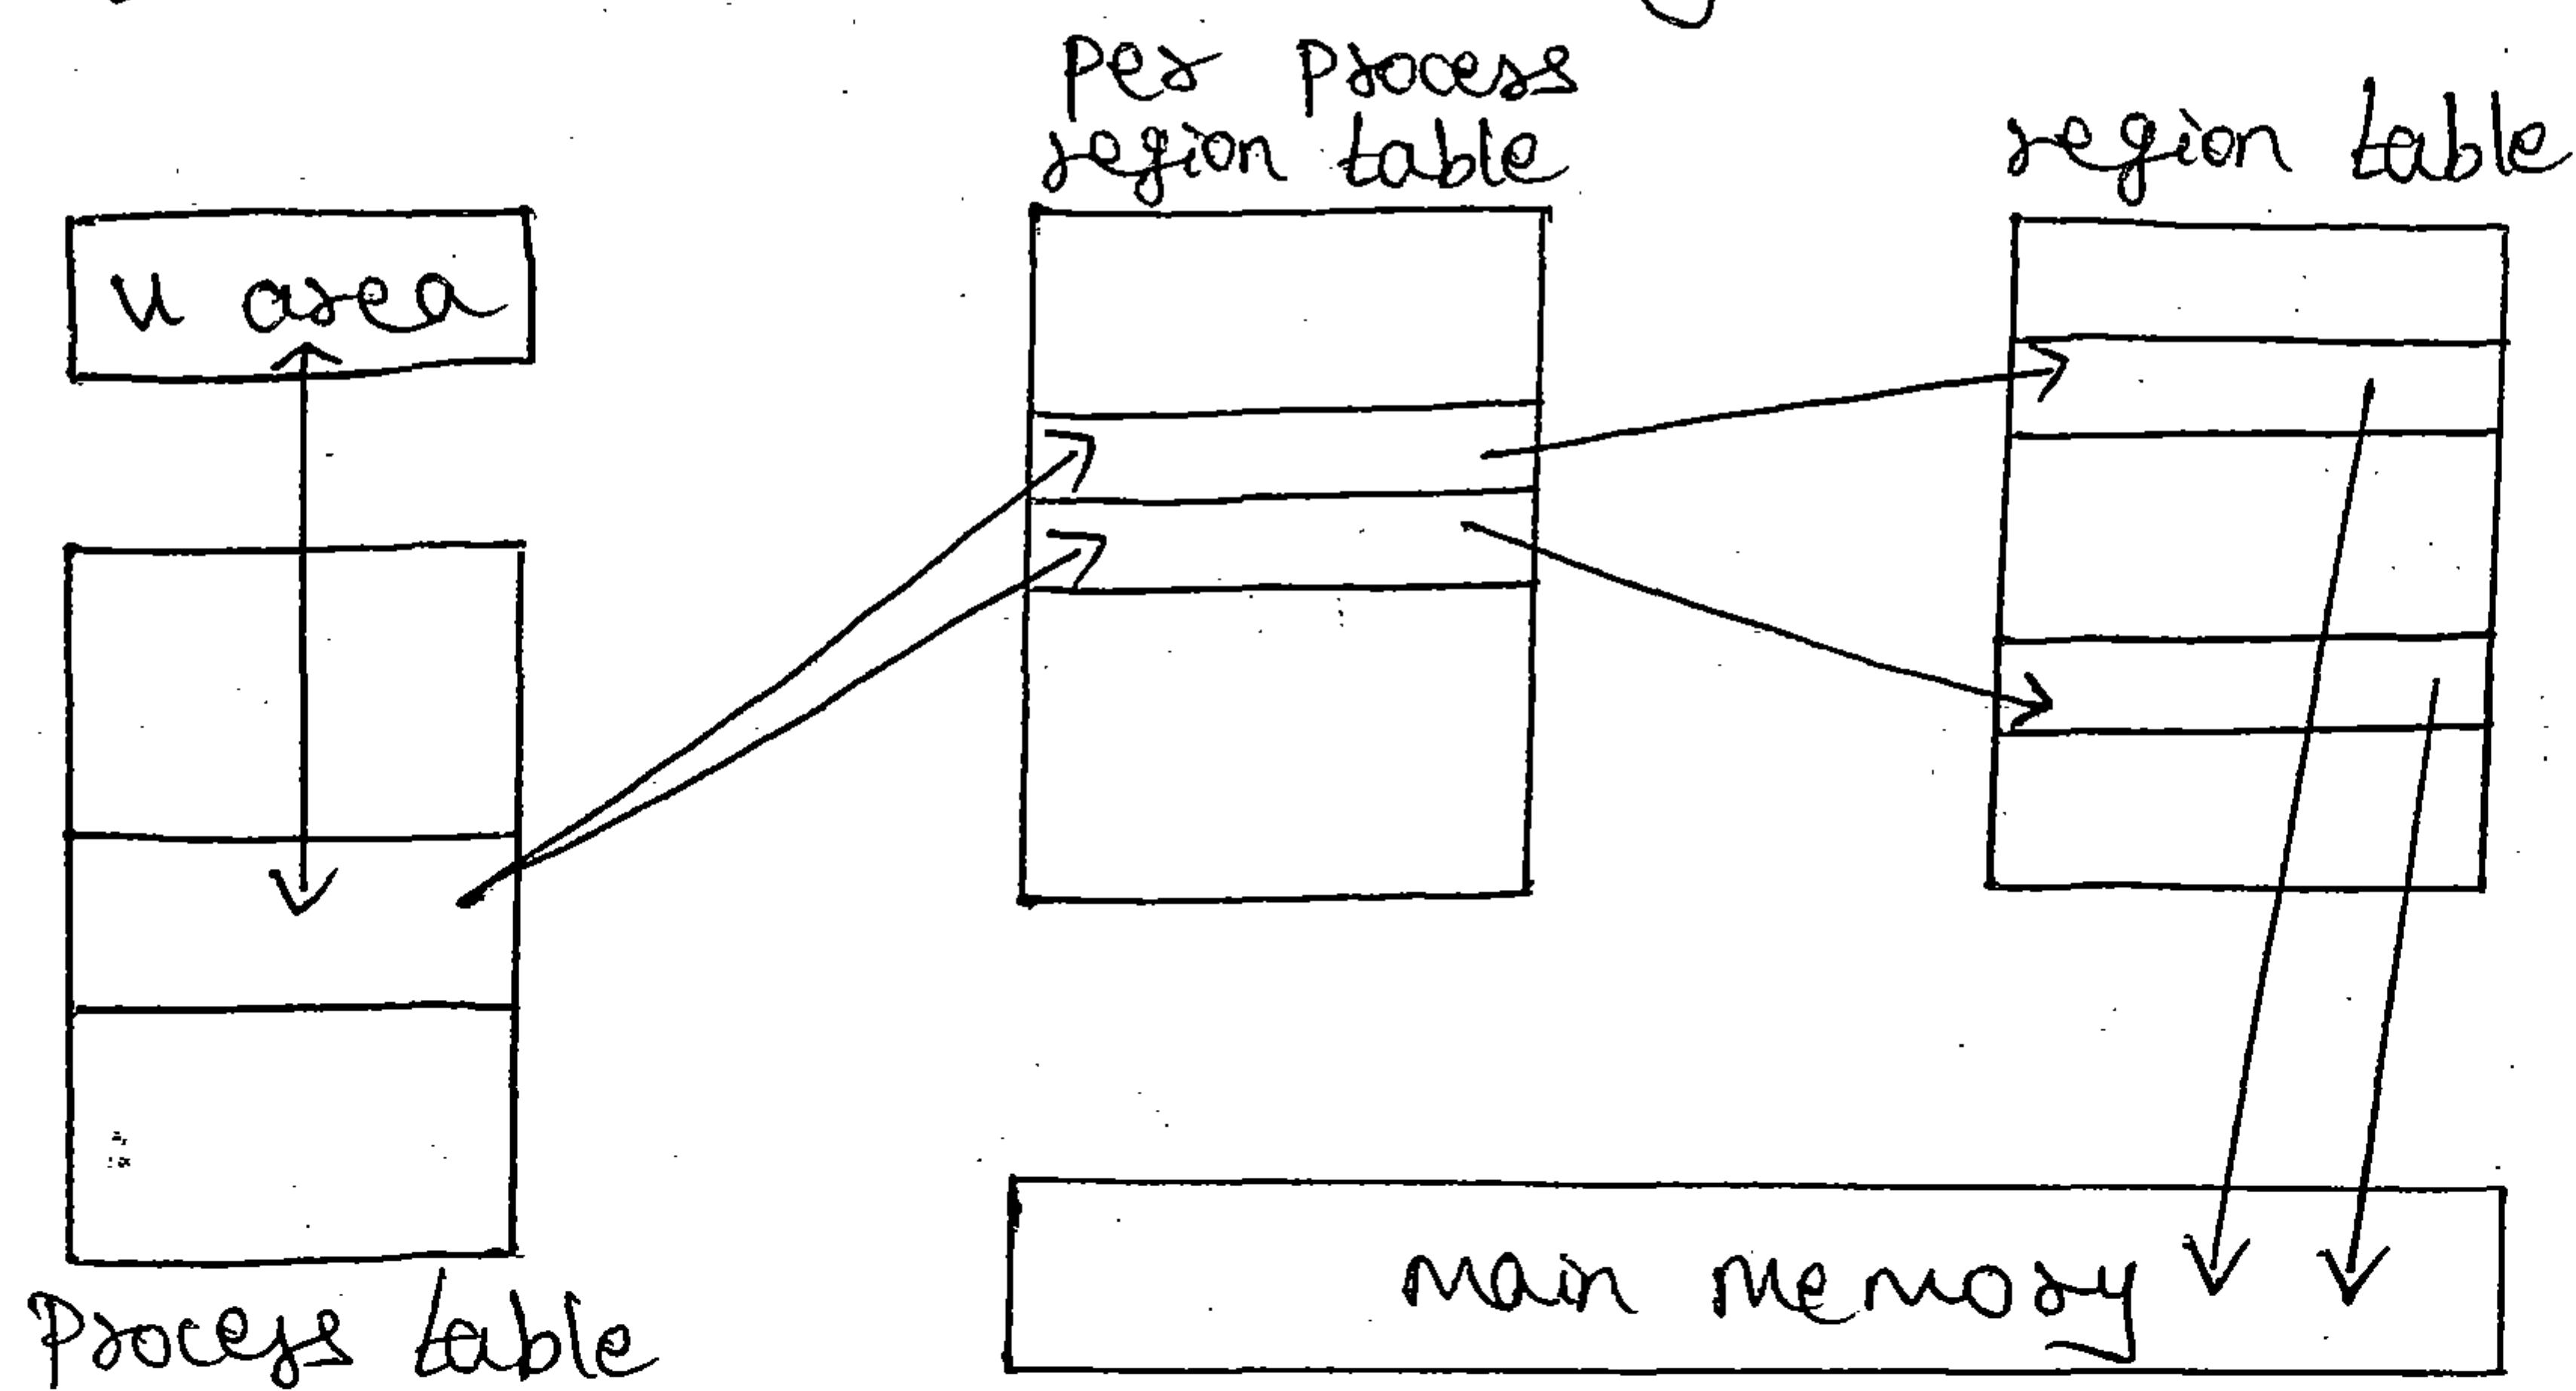 Per process
region table
region table
u area
Process table
main memory